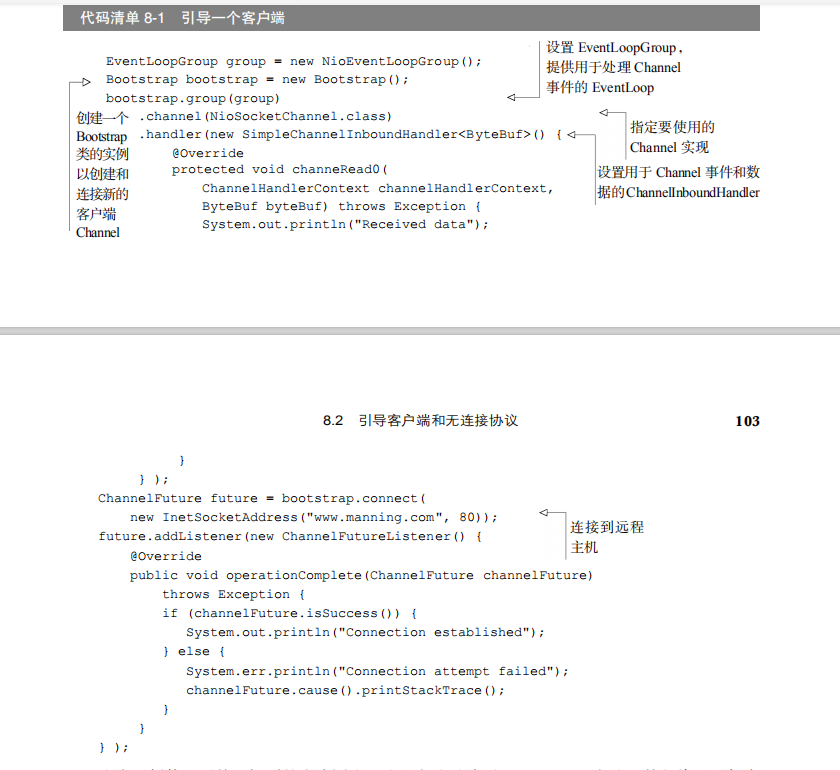 代码清单 8-1 引导一个客户端
EventLoopGroup group = new NioEventLoopGroup();
Bootstrap bootstrap = new Bootstrap();
bootstrap.group(group)
.channel(NioSocketChannel.class)
.handler(new SimpleChannelInboundHandler<ByteBuf>() {
@Override
protected void channeRead0(
ChannelHandlerContext channelHandlerContext,
ByteBuf byteBuf) throws Exception {
System.out.println("Received data");
设置 EventLoopGroup，
提供用于处理 Channel
事件的 EventLoop
创建一个
Bootstrap
类的实例
以创建和
连接新的
客户端
Channel
指定要使用的
Channel 实现
设置用于 Channel 事件和数
据的ChannelInboundHandler
8.2 引导客户端和无连接协议 103
}
} );
ChannelFuture future = bootstrap.connect(
new InetSocketAddress("www.manning.com", 80));
future.addListener(new ChannelFutureListener() {
@Override
public void operationComplete(ChannelFuture channelFuture)
throws Exception {
if (channelFuture.isSuccess()) {
System.out.println("Connection established");
} else {
System.err.println("Connection attempt failed");
channelFuture.cause().printStackTrace();
}
}
} );
连接到远程
主机